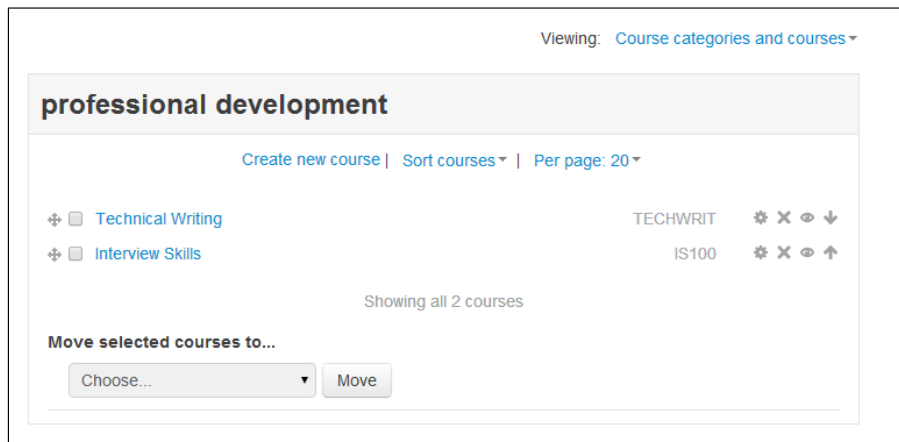 Viewing: Course categories and courses
professional development
Create new course | Sort courses | Per page: 20
Technical Writing TECHWRIT
Interview Skills IS100
Showing all 2 courses
Move selected courses to...
Choose... Move